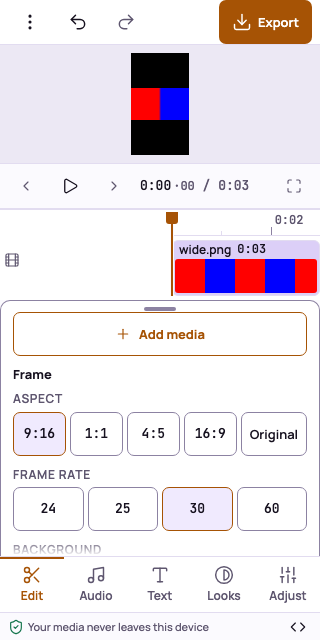 Export
0:00·00 / 0:03
0:02
wide.png 0:03
+ Add media
Frame
ASPECT
9:16 1:1 4:5 16:9 Original
FRAME RATE
24 25 30 60
BACKGROUND
Edit Audio Text Looks Adjust
Your media never leaves this device